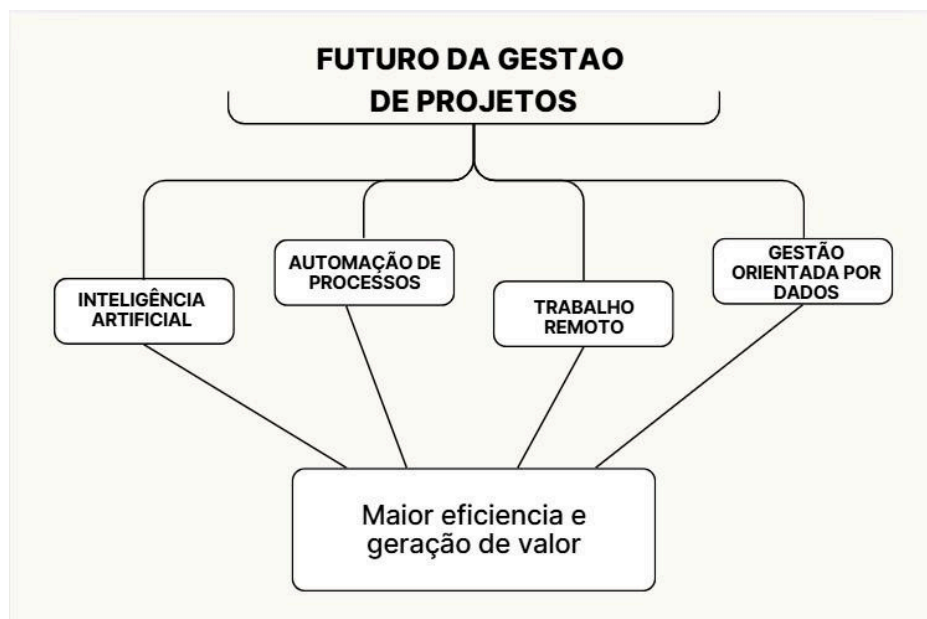 FUTURO DA GESTAO
DE PROJETOS
INTELIGÊNCIA
ARTIFICIAL
AUTOMAÇÃO DE
PROCESSOS
TRABALHO
REMOTO
GESTÃO
ORIENTADA POR
DADOS
Maior eficiencia e
geração de valor